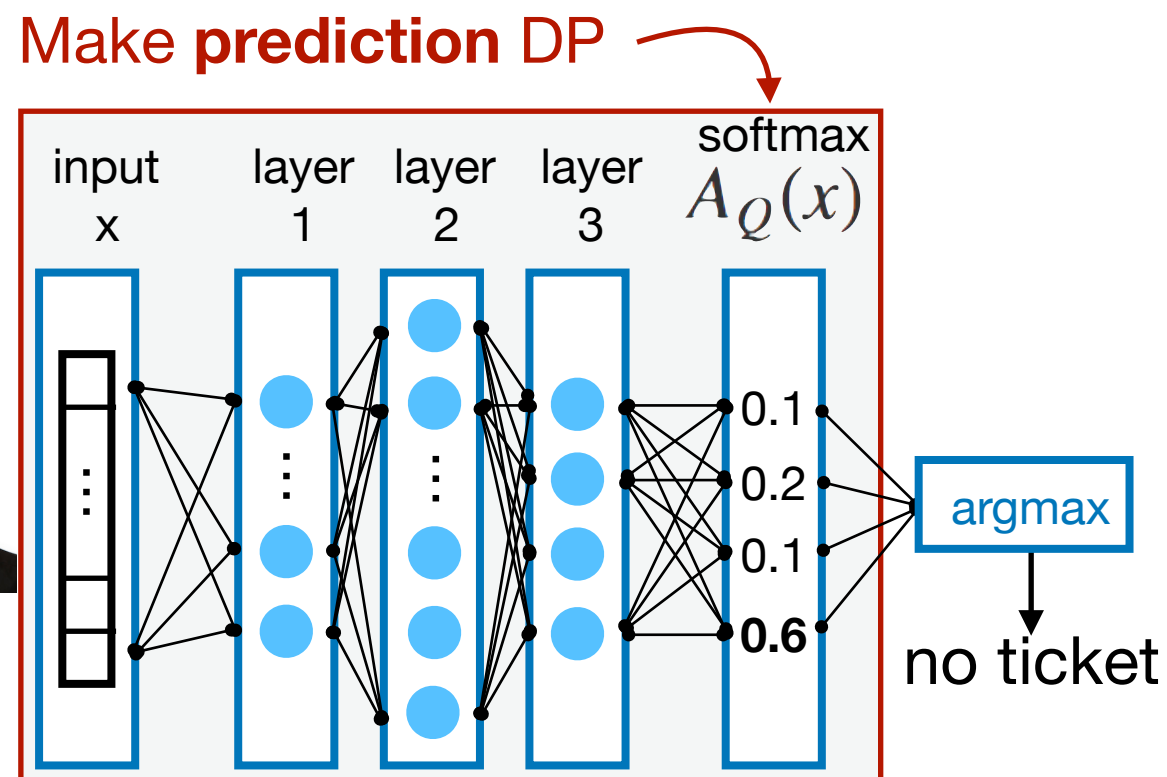 Make prediction DP
input
x
layer
1
layer
2
layer
3
softmax
A_Q(x)
⋮
⋮
⋮
0.1
0.2
0.1
0.6
argmax
no ticket